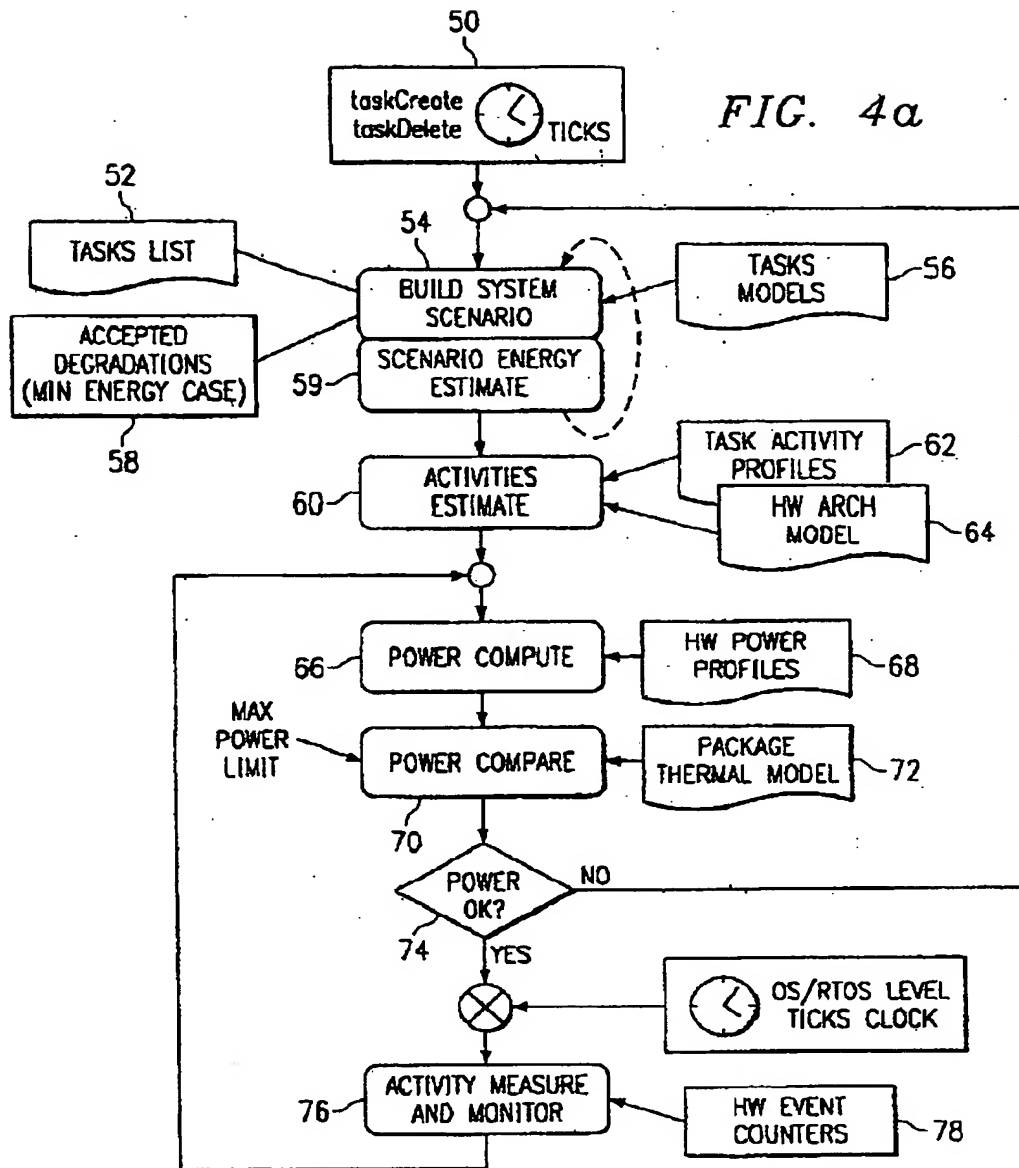 50
taskCreate
taskDelete
TICKS
FIG. 4a
52
TASKS LIST
54
BUILD SYSTEM
SCENARIO
TASKS
MODELS
56
ACCEPTED
DEGRADATIONS
(MIN ENERGY CASE)
58
59
SCENARIO ENERGY
ESTIMATE
60
ACTIVITIES
ESTIMATE
TASK ACTIVITY
PROFILES
62
HW ARCH
MODEL
64
66
POWER COMPUTE
HW POWER
PROFILES
68
MAX
POWER
LIMIT
POWER COMPARE
70
PACKAGE
THERMAL MODEL
72
POWER
OK?
NO
74
YES
OS/RTOS LEVEL
TICKS CLOCK
76
ACTIVITY MEASURE
AND MONITOR
HW EVENT
COUNTERS
78